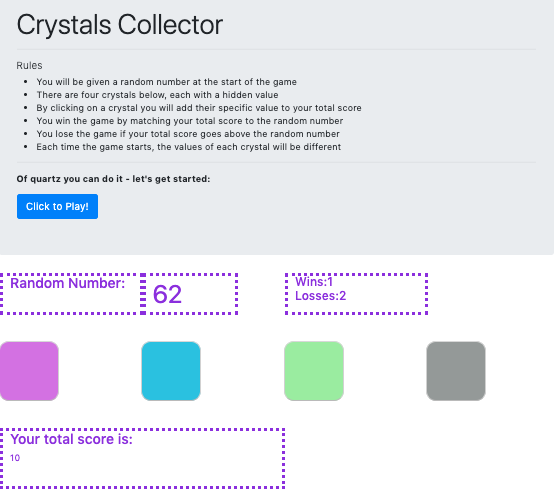 Crystals Collector
Rules
• You will be given a random number at the start of the game
• There are four crystals below, each with a hidden value
• By clicking on a crystal you will add their specific value to your total score
• You win the game by matching your total score to the random number
• You lose the game if your total score goes above the random number
• Each time the game starts, the values of each crystal will be different
Of quartz you can do it - let's get started:
Click to Play!
Random Number:
62
Wins:1
Losses:2
Your total score is:
10